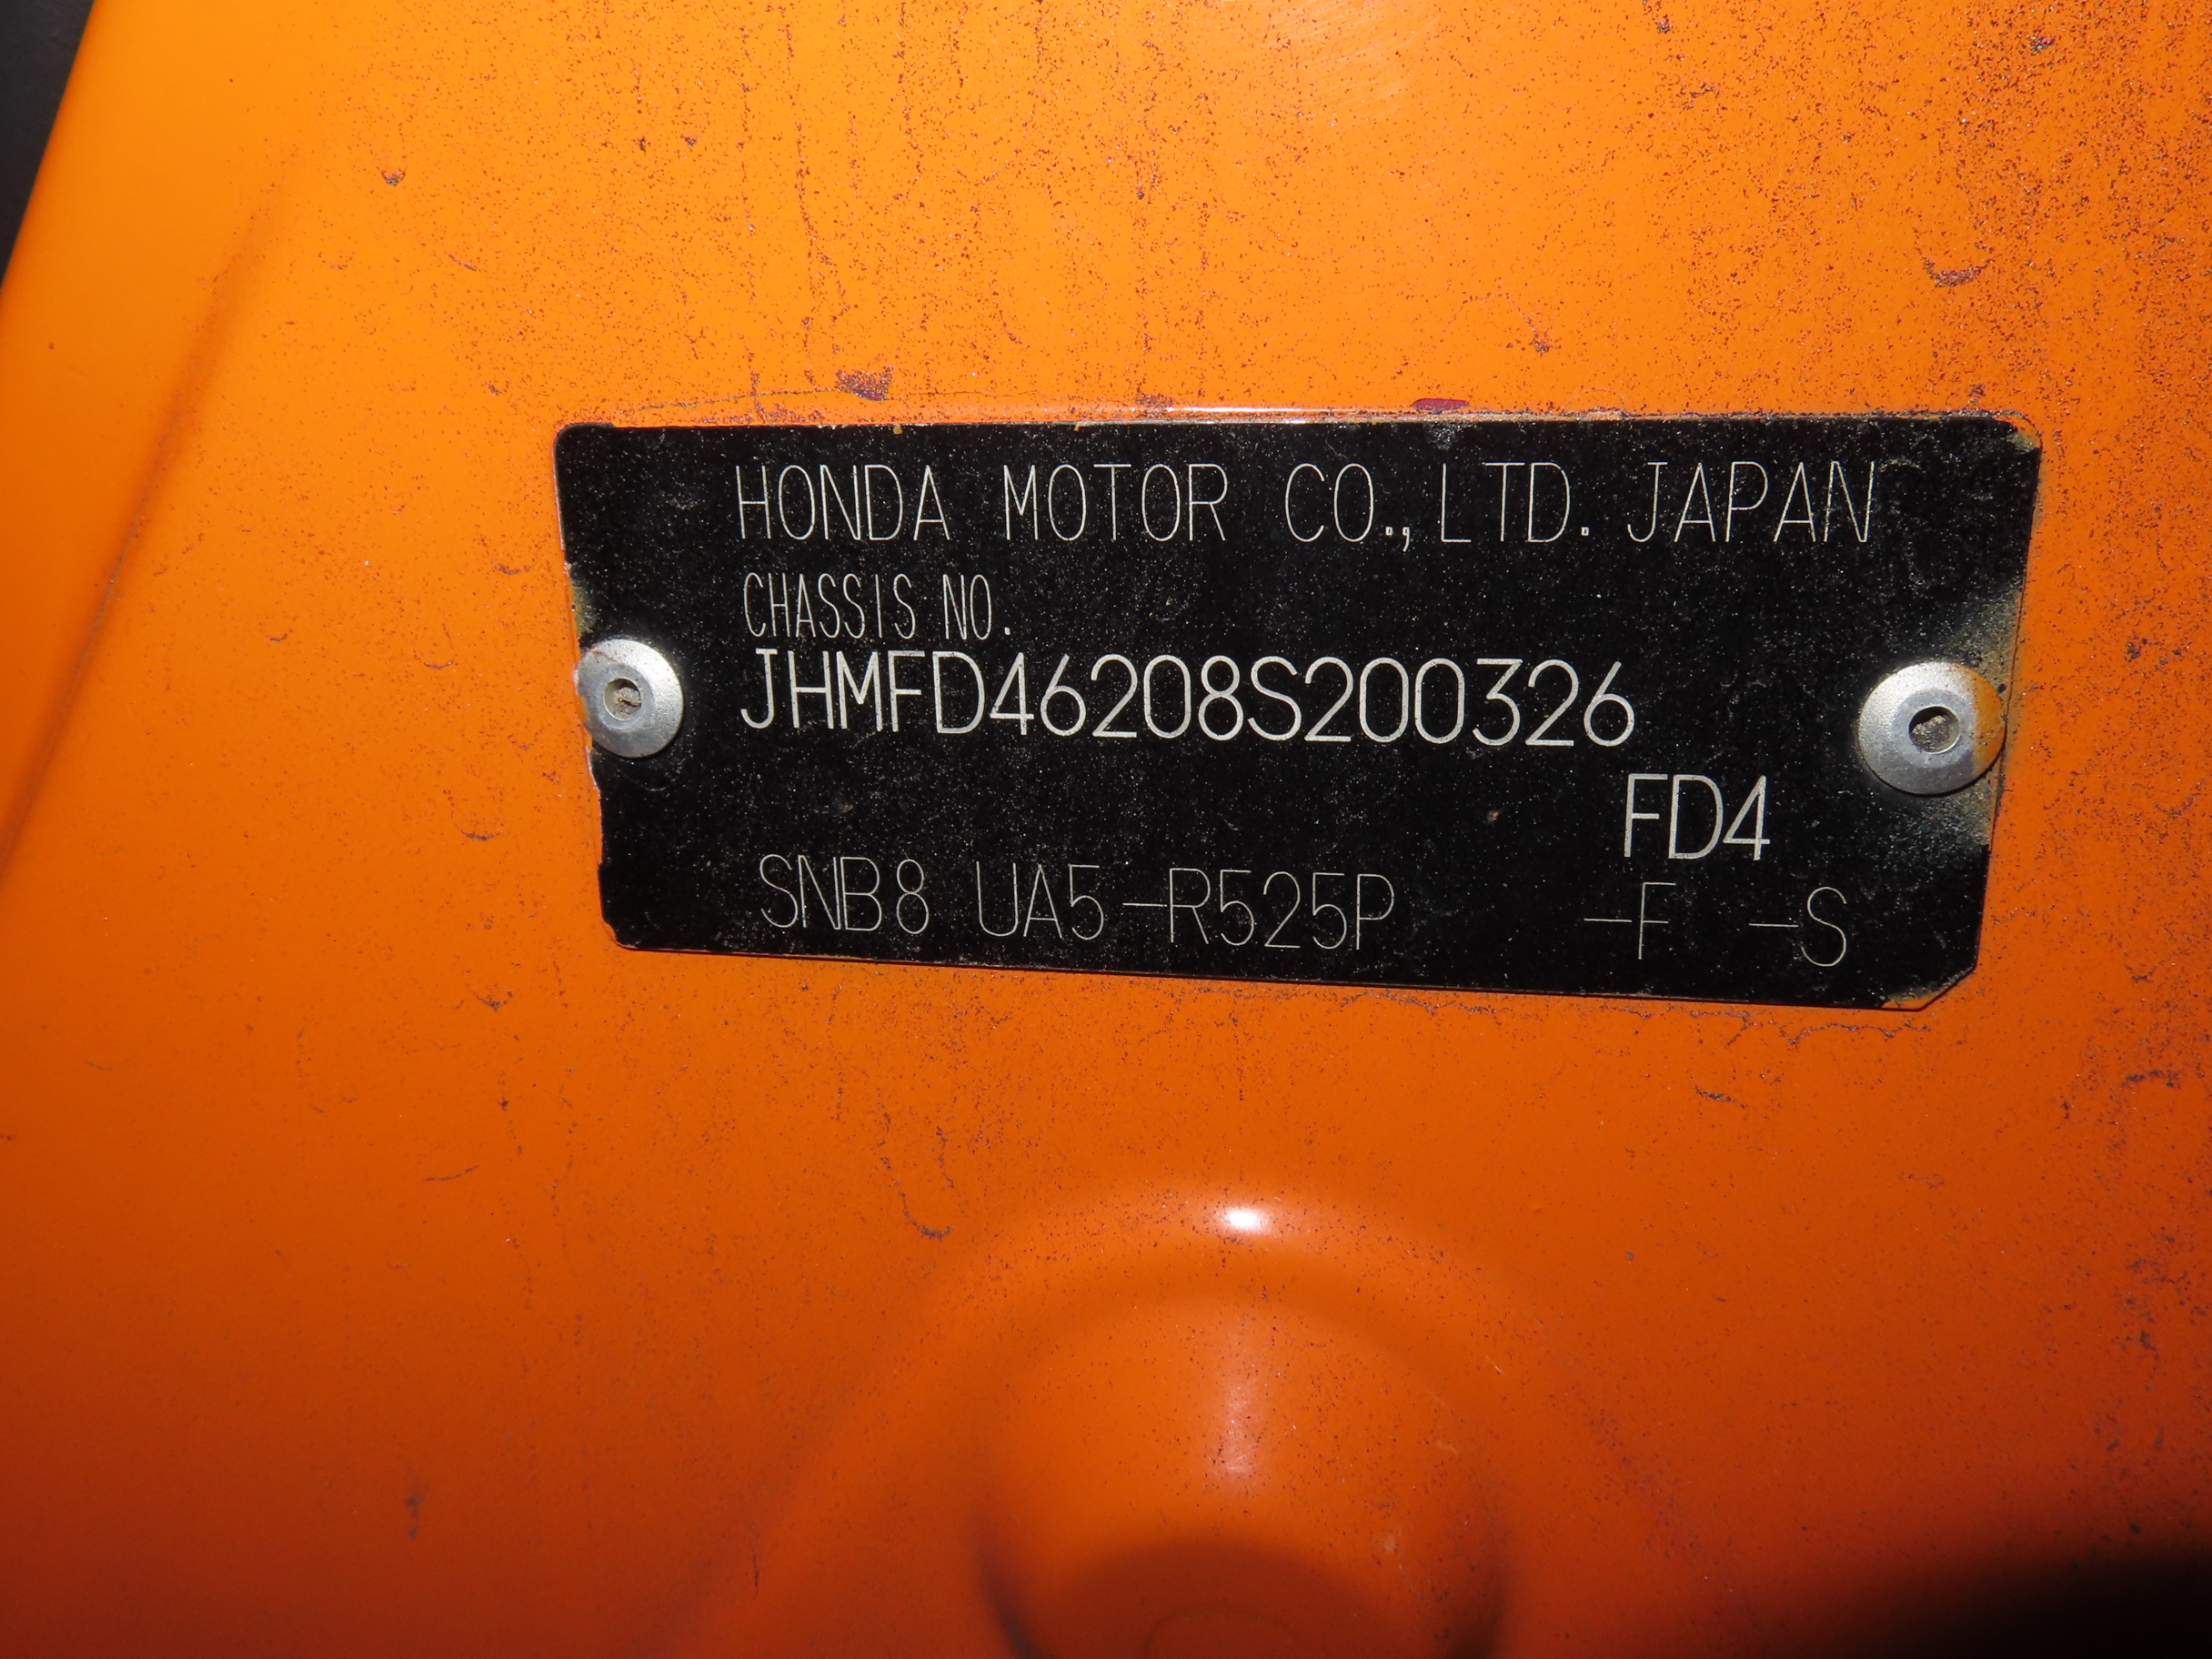 HONDA MOTOR CO.,LTD. JAPAN
CHASSIS NO.
JHMFD46208S200326
FD4
SNB8 UA5-R525P -F -S